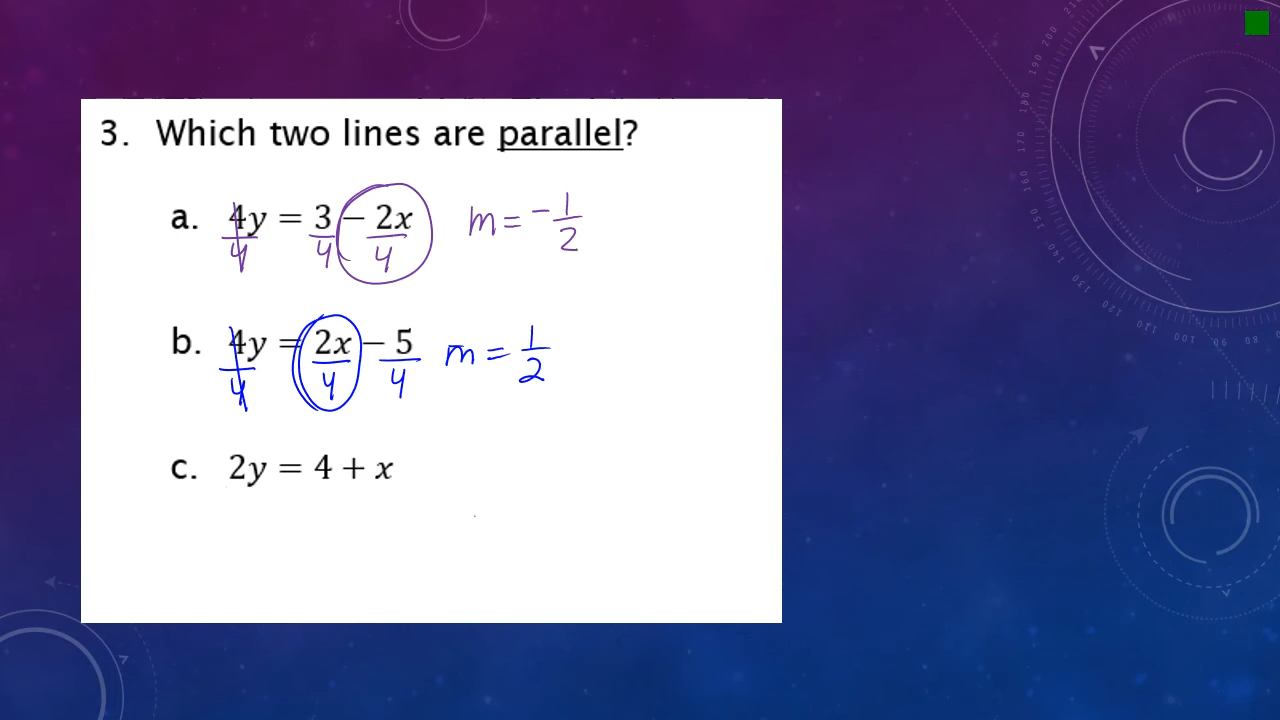 3. Which two lines are parallel?
a. 4y/4 = 3/4 − 2x/4 m = −1/2
b. 4y/4 = 2x/4 − 5/4 m = 1/2
c. 2y = 4 + x